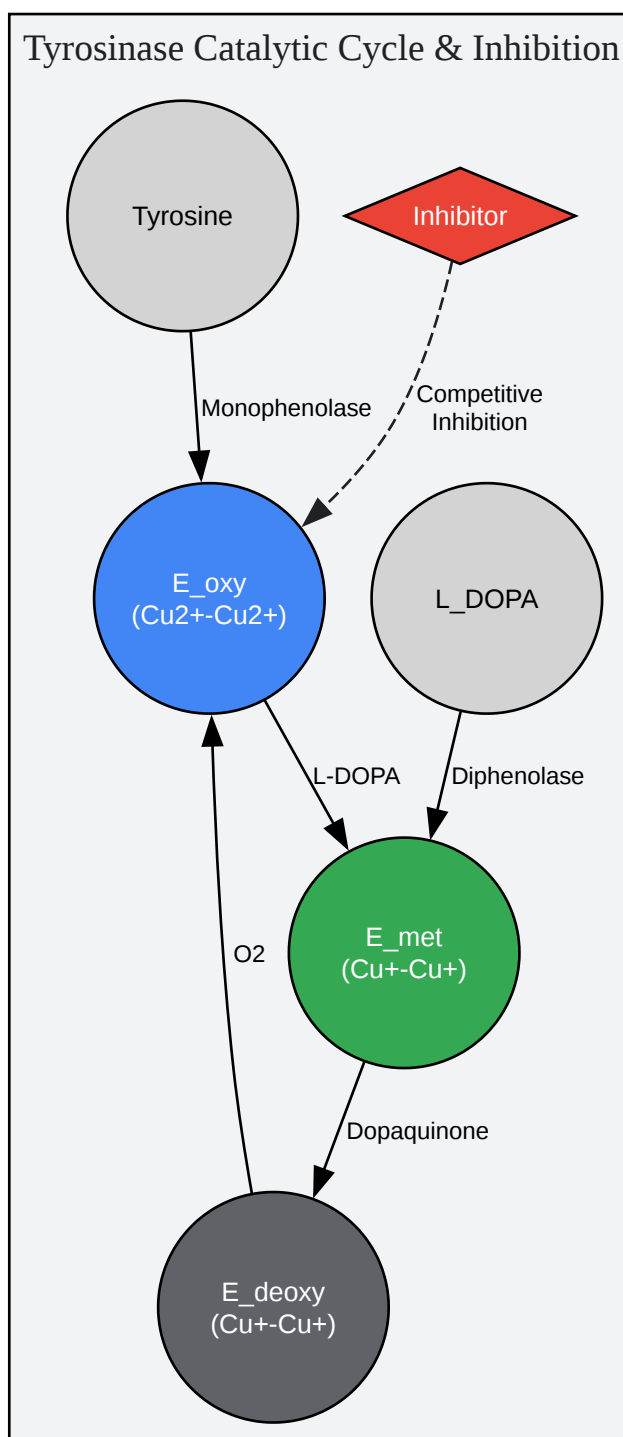 Tyrosinase Catalytic Cycle & Inhibition
Tyrosine
Inhibitor
Monophenolase
Competitive
Inhibition
E_oxy
(Cu2+-Cu2+)
L_DOPA
L-DOPA
Diphenolase
E_met
(Cu+-Cu+)
O2
Dopaquinone
E_deoxy
(Cu+-Cu+)